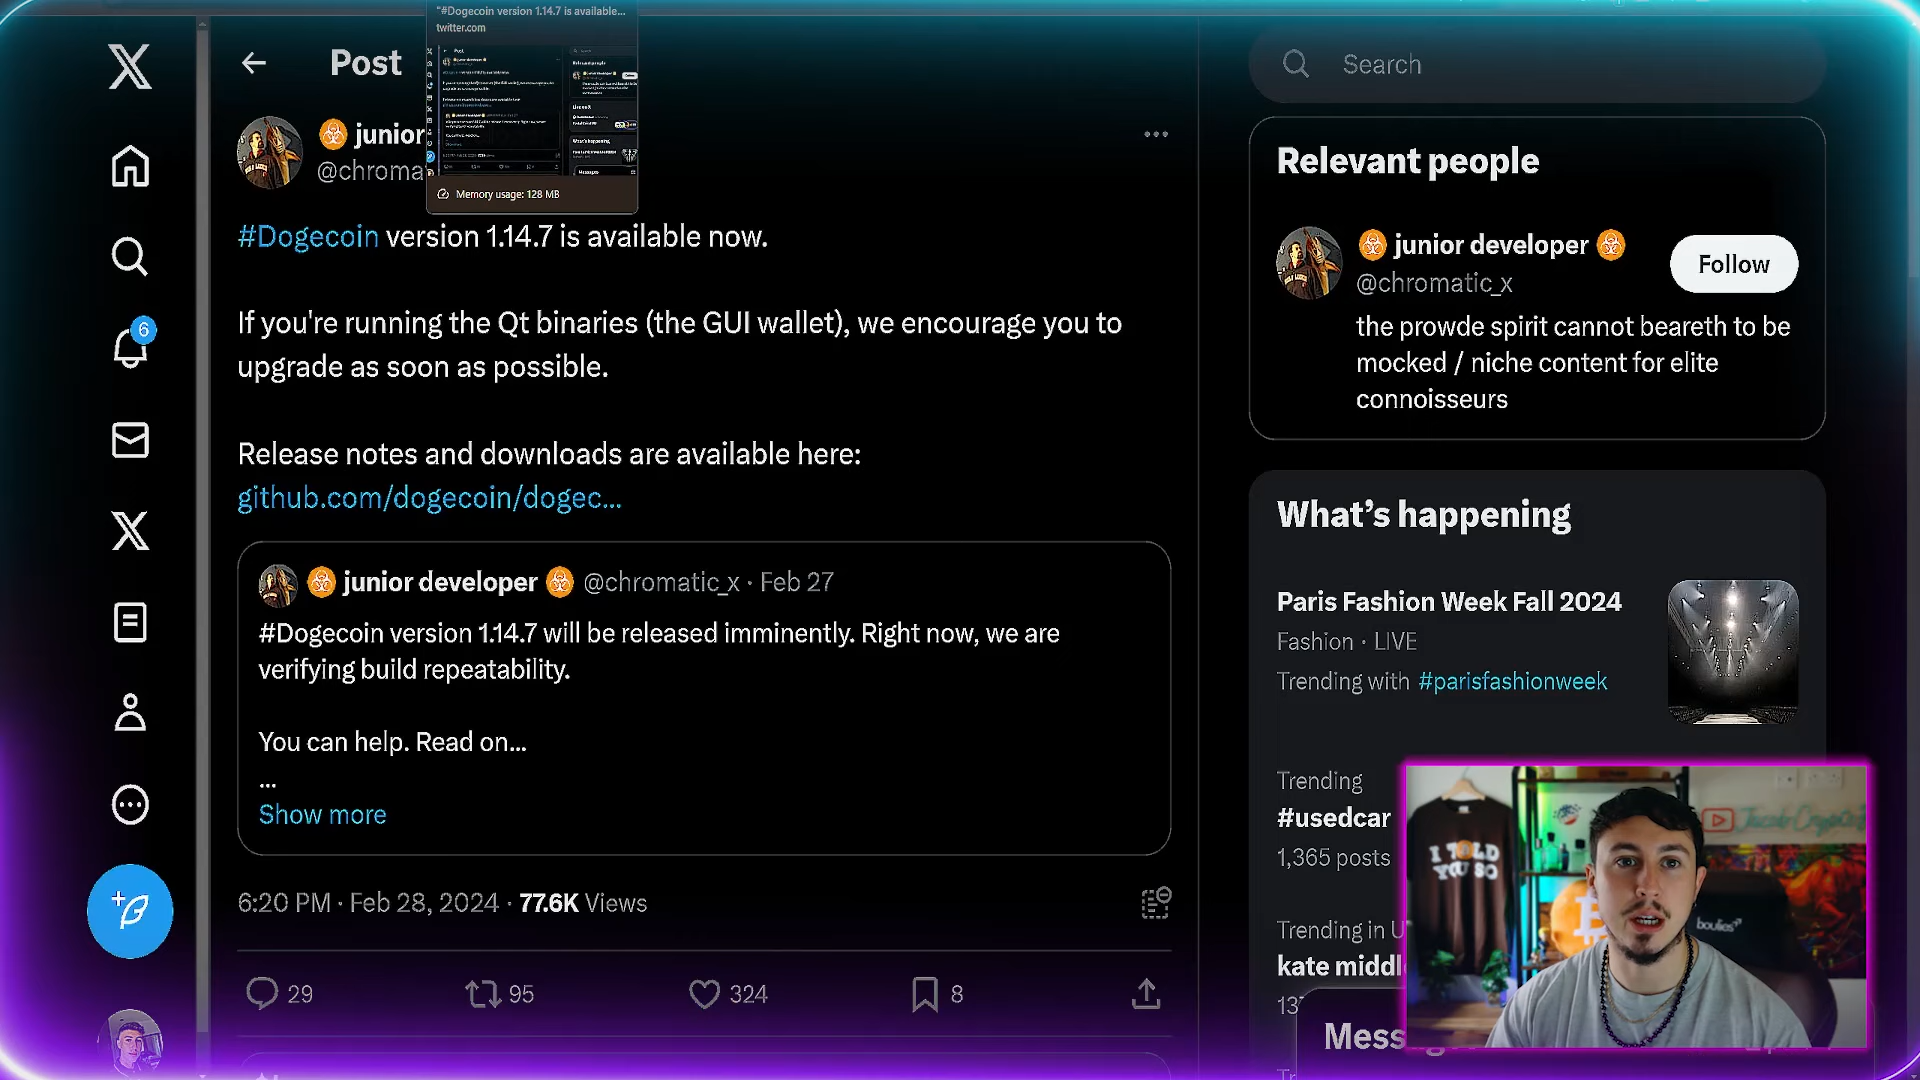 "#Dogecoin version 1.14.7 is available...
twitter.com
Memory usage: 128 MB
Post
Search
junior
@chroma
#Dogecoin version 1.14.7 is available now.
If you're running the Qt binaries (the GUI wallet), we encourage you to
upgrade as soon as possible.
Release notes and downloads are available here:
github.com/dogecoin/dogec...
junior developer @chromatic_x · Feb 27
#Dogecoin version 1.14.7 will be released imminently. Right now, we are
verifying build repeatability.
You can help. Read on...
...
Show more
6:20 PM · Feb 28, 2024 · 77.6K Views
29
95
324
8
6
Relevant people
junior developer
@chromatic_x
Follow
the prowde spirit cannot beareth to be
mocked / niche content for elite
connoisseurs
What's happening
Paris Fashion Week Fall 2024
Fashion · LIVE
Trending with #parisfashionweek
Trending
#usedcar
1,365 posts
Trending in U
kate middl
Mess
I TOLD
YOU SO
boulies